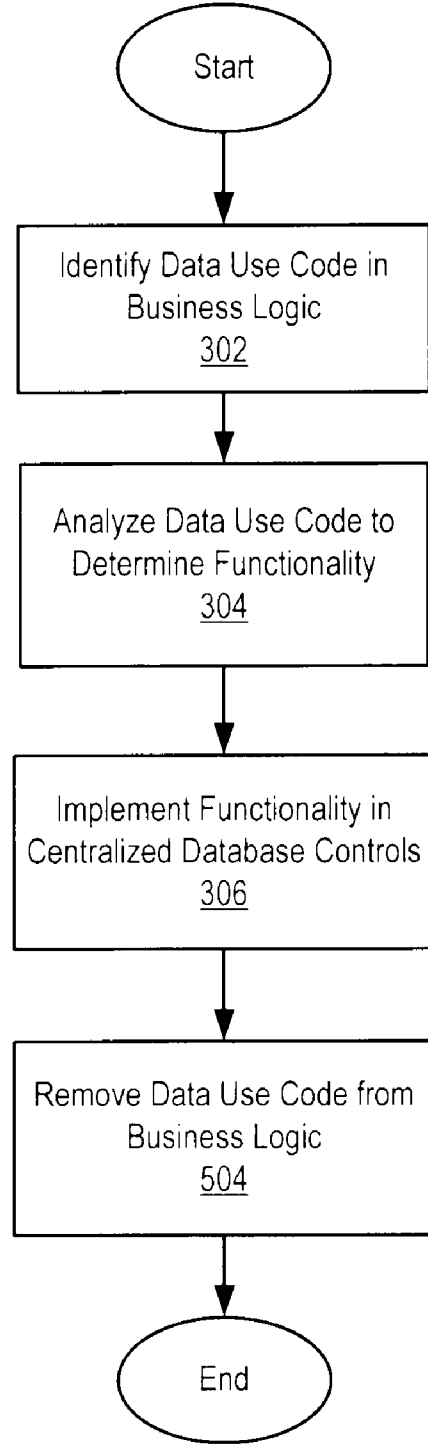 Start
Identify Data Use Code in
Business Logic
302
Analyze Data Use Code to
Determine Functionality
304
Implement Functionality in
Centralized Database Controls
306
Remove Data Use Code from
Business Logic
504
End